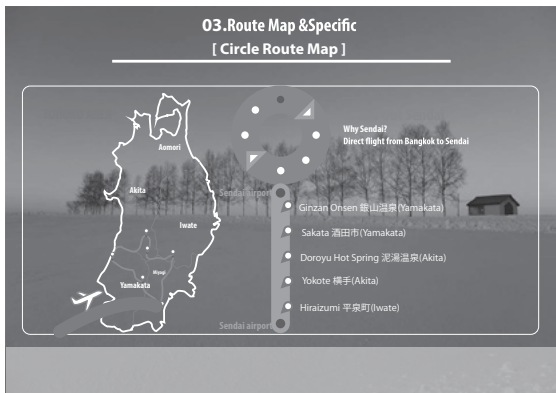 03.Route Map &Specific
[ Circle Route Map ]
Why Sendai?
Direct flight from Bangkok to Sendai
Aomori
Akita
Iwate
Miyagi
Yamakata
Sendai airport
Ginzan Onsen 銀山温泉(Yamakata)
Sakata 酒田市(Yamakata)
Doroyu Hot Spring 泥湯温泉(Akita)
Yokote 横手(Akita)
Hiraizumi 平泉町(Iwate)
Sendai airport